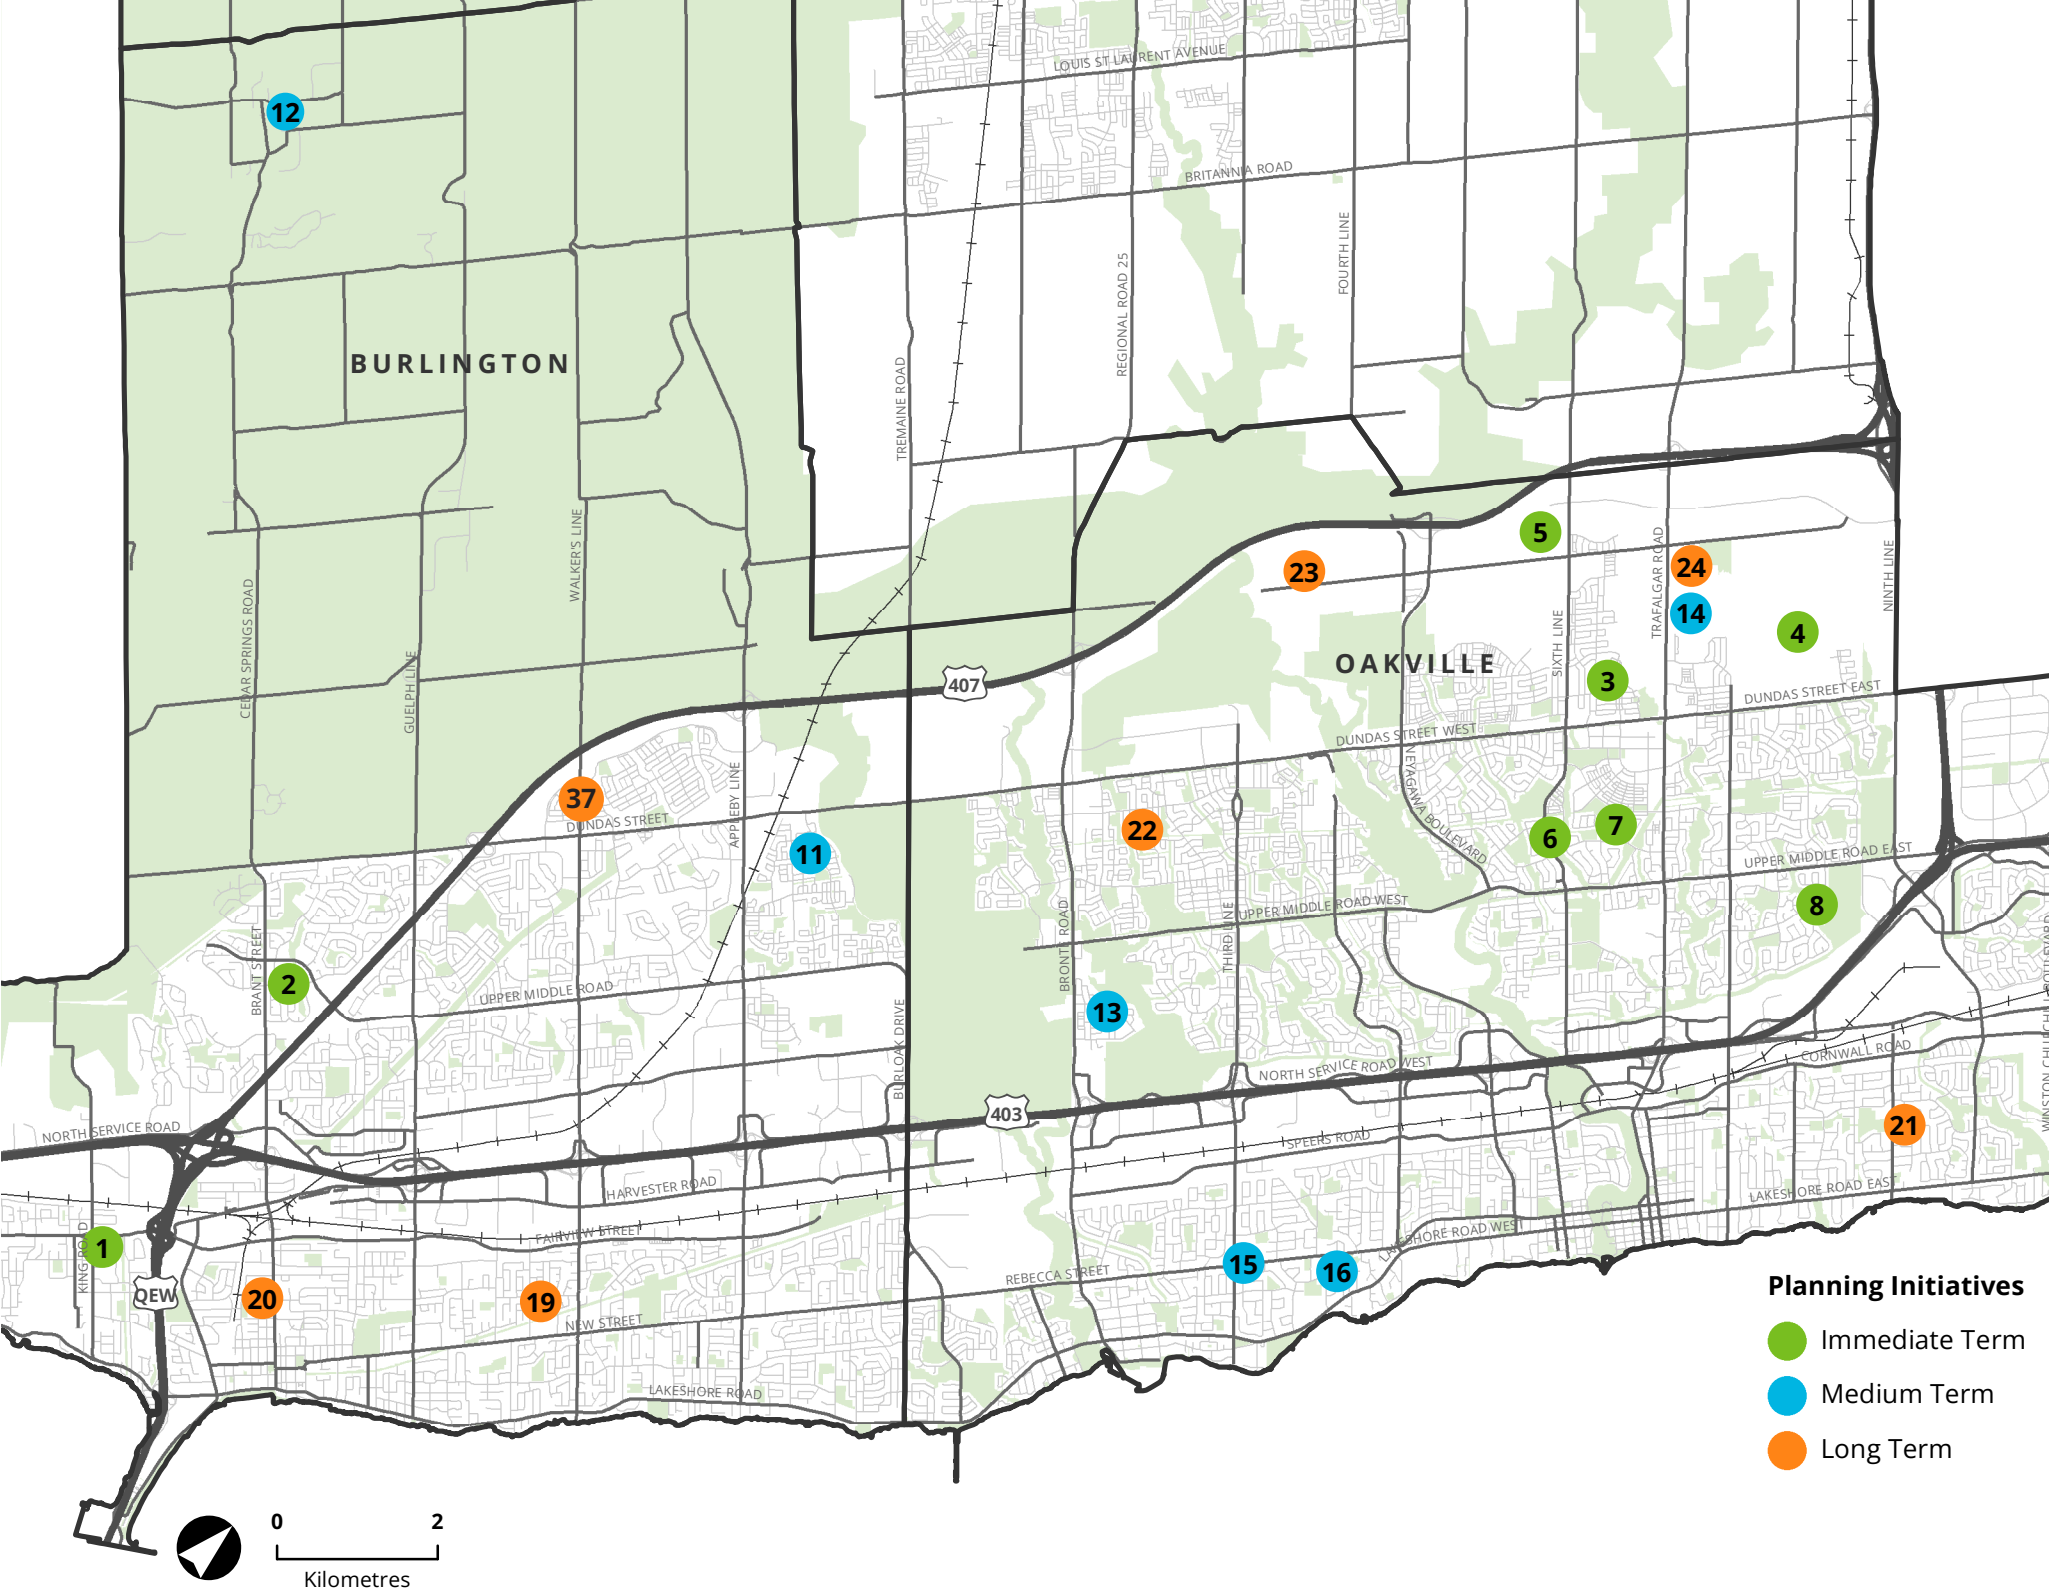 LOUIS ST LAURENT AVENUE
12
BRITANNIA ROAD
FOURTH LINE
REGIONAL ROAD 25
BURLINGTON
TREMAINE ROAD
WALKER'S LINE
5
23
24
14
4
TRAFALGAR ROAD
NINTH LINE
CEDAR SPRINGS ROAD
GUELPH LINE
SIXTH LINE
OAKVILLE
3
407
DUNDAS STREET EAST
DUNDAS STREET WEST
NEYAGAWA BOULEVARD
37
DUNDAS STREET
APPLEBY LINE
11
22
6
7
UPPER MIDDLE ROAD EAST
8
UPPER MIDDLE ROAD WEST
BRONTE ROAD
THIRD LINE
BRANT STREET
2
UPPER MIDDLE ROAD
13
BURLOAK DRIVE
WINSTON CHURCHILL BOULEVARD
NORTH SERVICE ROAD WEST
CORNWALL ROAD
403
21
NORTH SERVICE ROAD
SPEERS ROAD
HARVESTER ROAD
LAKESHORE ROAD EAST
FAIRVIEW STREET
LAKESHORE ROAD WEST
1
KING ROAD
QEW
20
19
REBECCA STREET
15
16
NEW STREET
LAKESHORE ROAD
Planning Initiatives
Immediate Term
Medium Term
Long Term
0 2
Kilometres